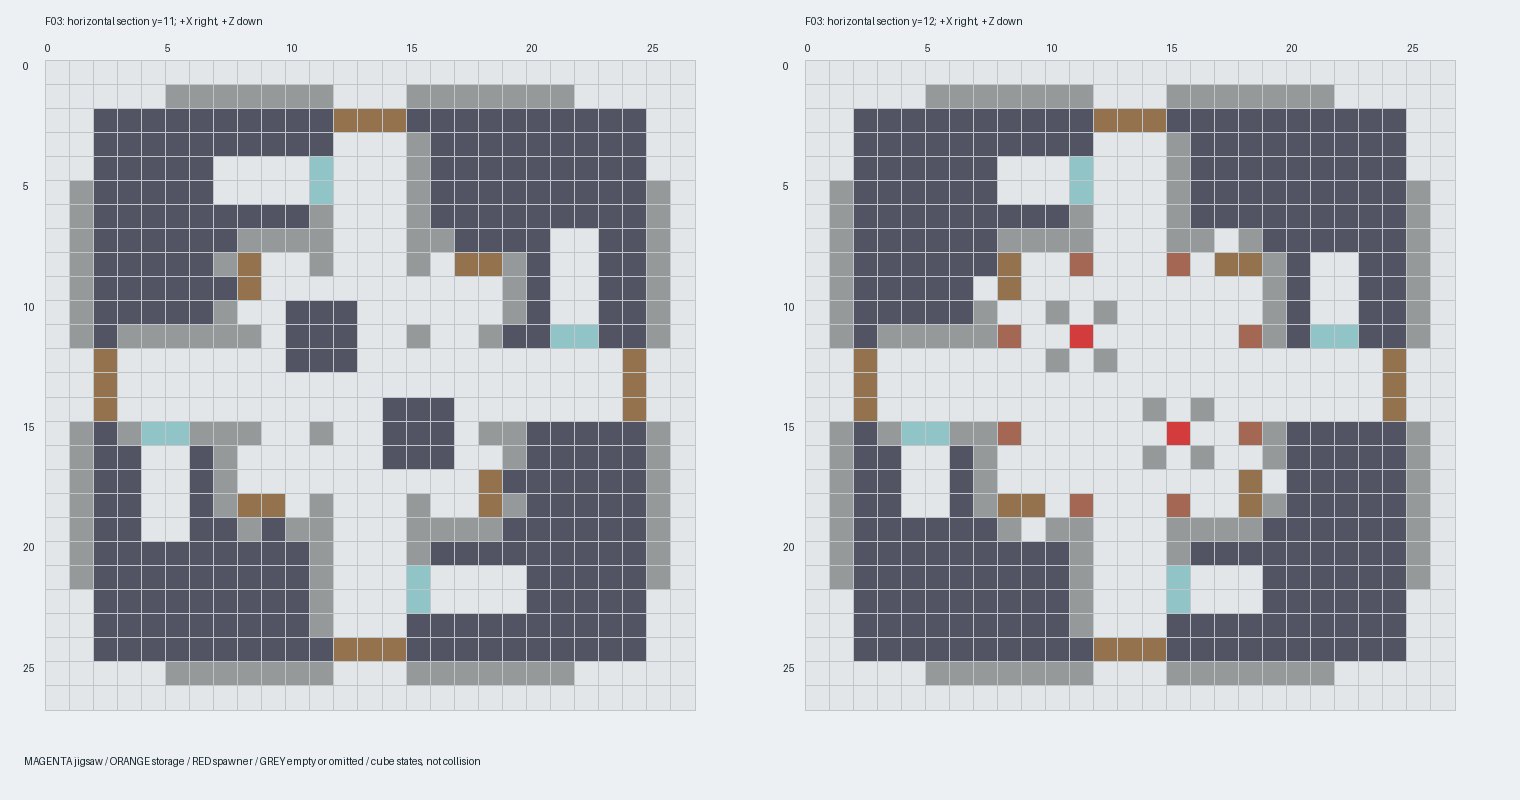 F03: horizontal section y=11; +X right, +Z down
F03: horizontal section y=12; +X right, +Z down
0 5 10 15 20 25
0 5 10 15 20 25
0 0
5 5
10 10
15 15
20 20
25 25
MAGENTA jigsaw / ORANGE storage / RED spawner / GREY empty or omitted / cube states, not collision